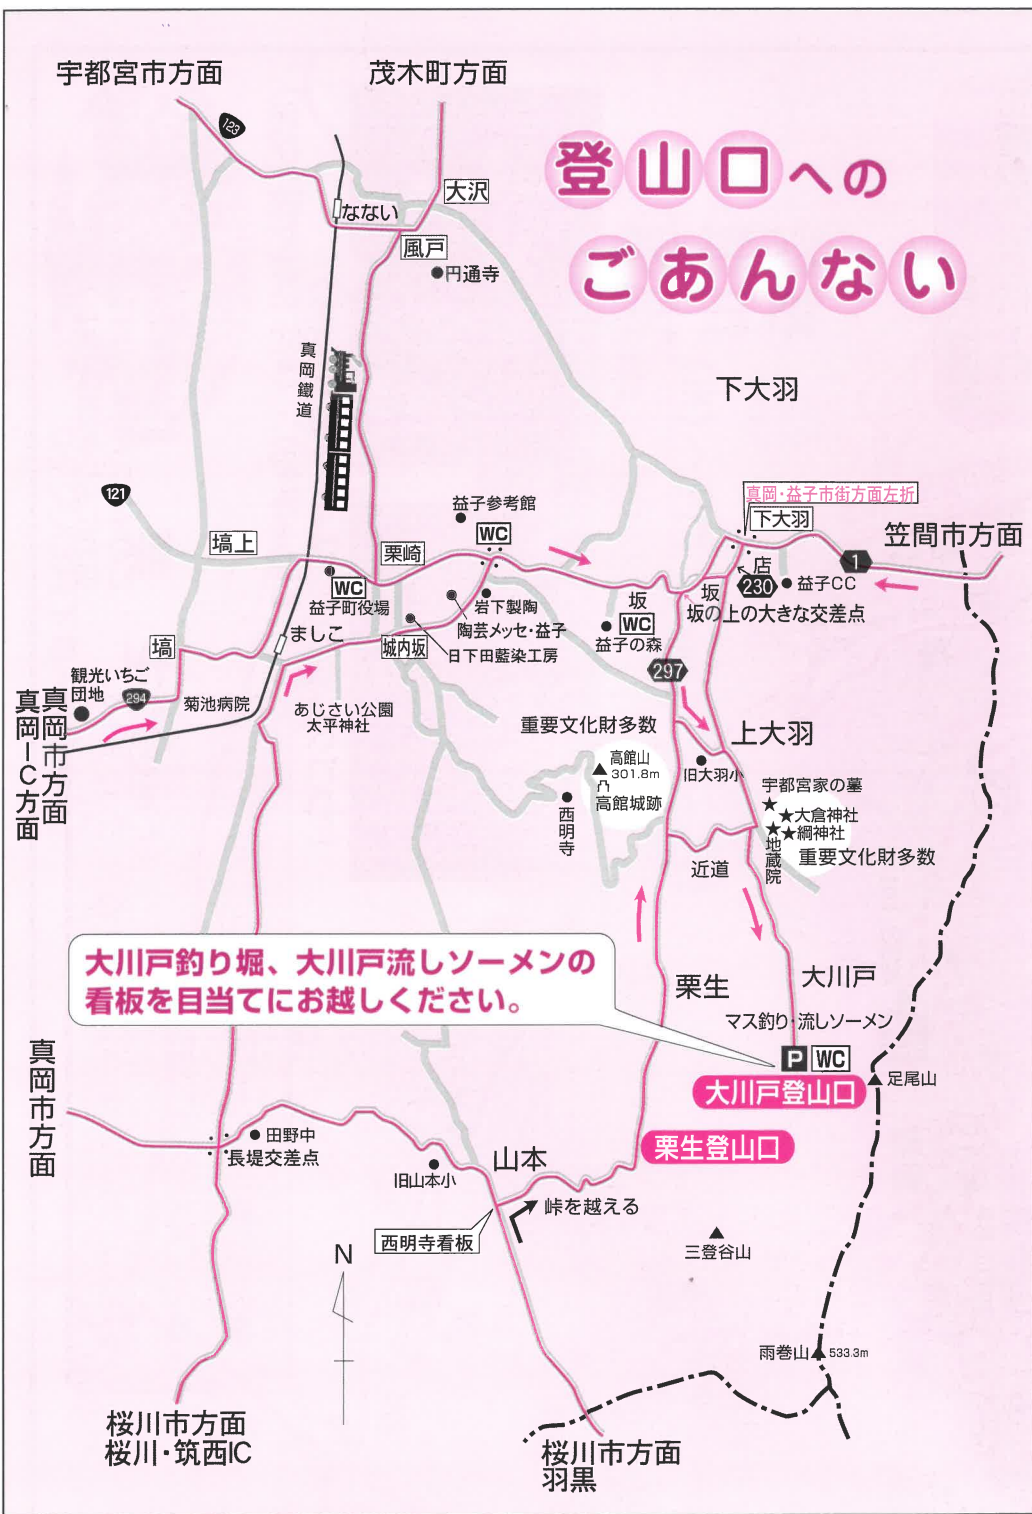 宇都宮市方面
茂木町方面
123
登山口への
ごあんない
大沢
なない
風戸
円通寺
真岡鐵道
下大羽
真岡・益子市街方面左折
下大羽
笠間市方面
121
益子参考館
WC
塙上
栗崎
1
店
230
益子CC
WC
益子町役場
岩下製陶
陶芸メッセ・益子
日下田藍染工房
坂
坂
坂の上の大きな交差点
WC
益子の森
ましこ
城内坂
塙
297
観光いちご
団地
294
菊池病院
真岡市方面
真岡IC方面
あじさい公園
太平神社
重要文化財多数
上大羽
高館山
301.8m
高館城跡
旧大羽小
西明寺
宇都宮家の墓
大倉神社
綱神社
地蔵院
重要文化財多数
近道
大川戸釣り堀、大川戸流しソーメンの
看板を目当てにお越しください。
栗生
大川戸
マス釣り・流しソーメン
P
WC
大川戸登山口
足尾山
真岡市方面
栗生登山口
田野中
長堤交差点
旧山本小
山本
峠を越える
西明寺看板
三登谷山
N
雨巻山
533.3m
桜川市方面
桜川・筑西IC
桜川市方面
羽黒